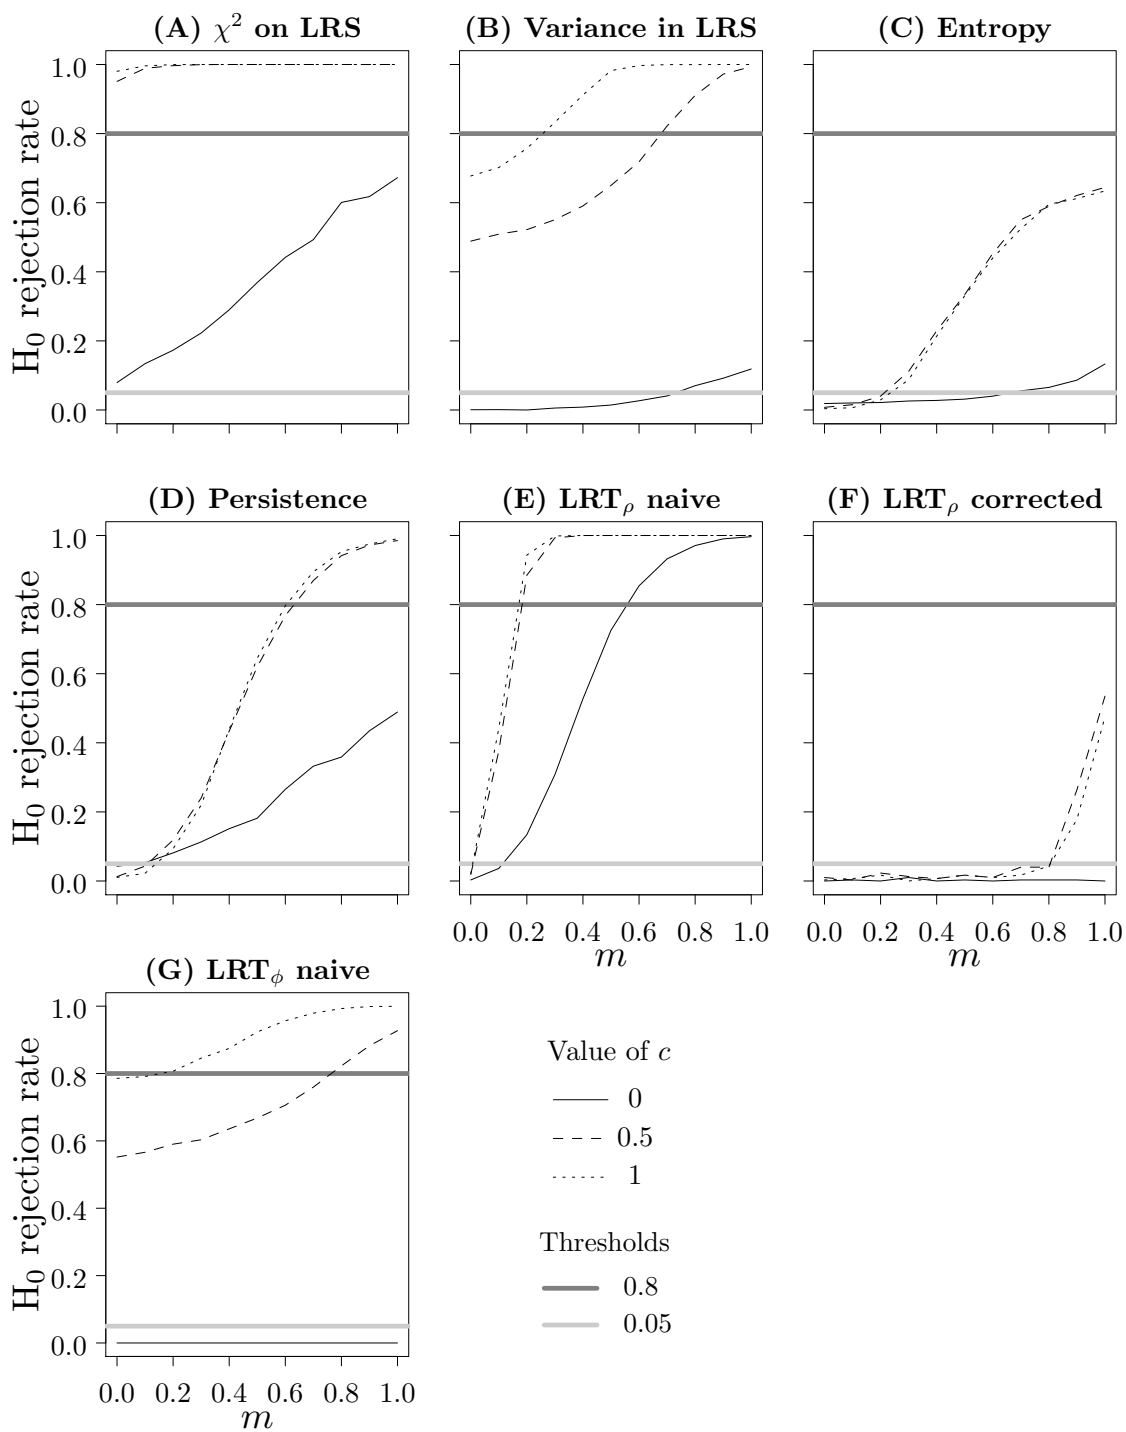 (A) χ² on LRS
(B) Variance in LRS
(C) Entropy
H₀ rejection rate
1.0
0.8
0.6
0.4
0.2
0.0
(D) Persistence
(E) LRTρ naive
(F) LRTρ corrected
H₀ rejection rate
1.0
0.8
0.6
0.4
0.2
0.0
0.0 0.2 0.4 0.6 0.8 1.0
m
0.0 0.2 0.4 0.6 0.8 1.0
m
(G) LRTϕ naive
H₀ rejection rate
1.0
0.8
0.6
0.4
0.2
0.0
0.0 0.2 0.4 0.6 0.8 1.0
m
Value of c
0
0.5
1
Thresholds
0.8
0.05